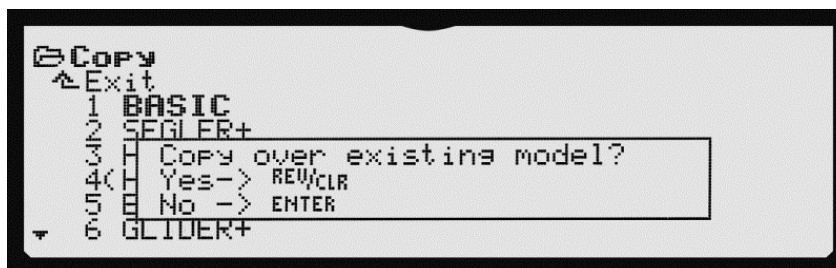 Copy
Exit
1 BASIC
2 SEGLER+
3 H
4(H
5 E
6 GLIDER+
Copy over existing model?
Yes-> REV/CLR
No -> ENTER